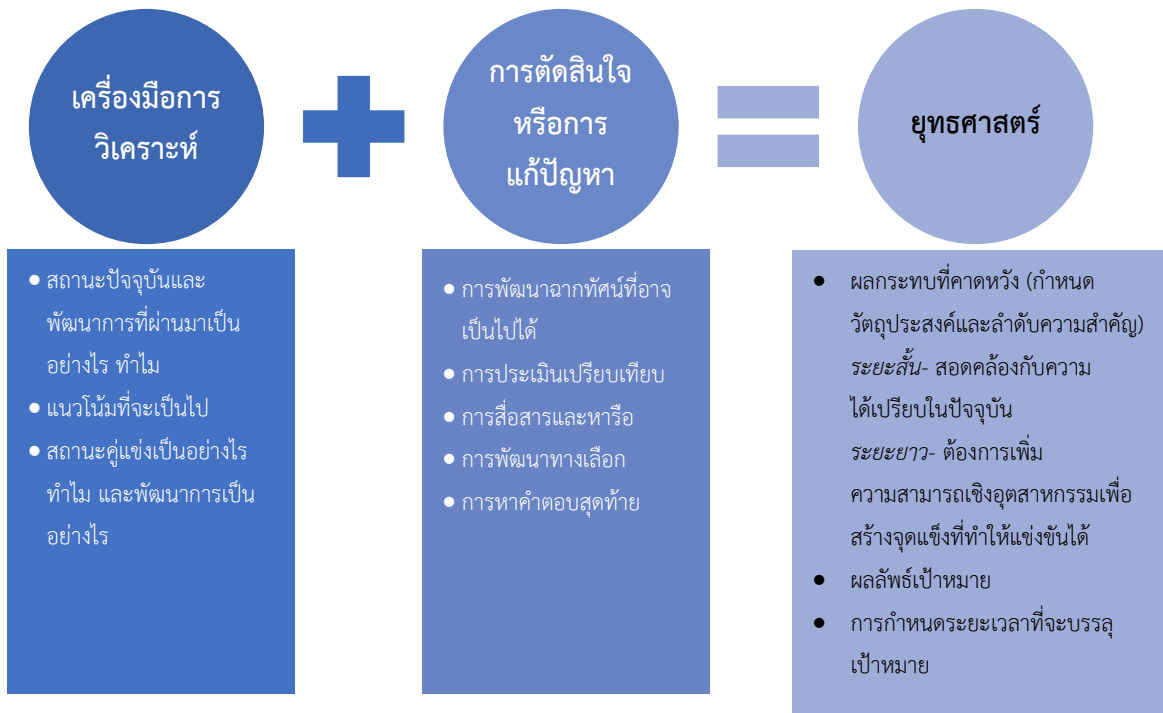 เครื่องมือการ
วิเคราะห์
การตัดสินใจ
หรือการ
แก้ปัญหา
ยุทธศาสตร์
● สถานะปัจจุบันและ
พัฒนาการที่ผ่านมาเป็น
อย่างไร ทำไม
● แนวโน้มที่จะเป็นไป
● สถานะคู่แข่งเป็นอย่างไร
ทำไม และพัฒนาการเป็น
อย่างไร
● การพัฒนาฉากทัศน์ที่อาจ
เป็นไปได้
● การประเมินเปรียบเทียบ
● การสื่อสารและหารือ
● การพัฒนาทางเลือก
● การหาคำตอบสุดท้าย
● ผลกระทบที่คาดหวัง (กำหนด
วัตถุประสงค์และลำดับความสำคัญ)
ระยะสั้น- สอดคล้องกับความ
ได้เปรียบในปัจจุบัน
ระยะยาว- ต้องการเพิ่ม
ความสามารถเชิงอุตสาหกรรมเพื่อ
สร้างจุดแข็งที่ทำให้แข่งขันได้
● ผลลัพธ์เป้าหมาย
● การกำหนดระยะเวลาที่จะบรรลุ
เป้าหมาย